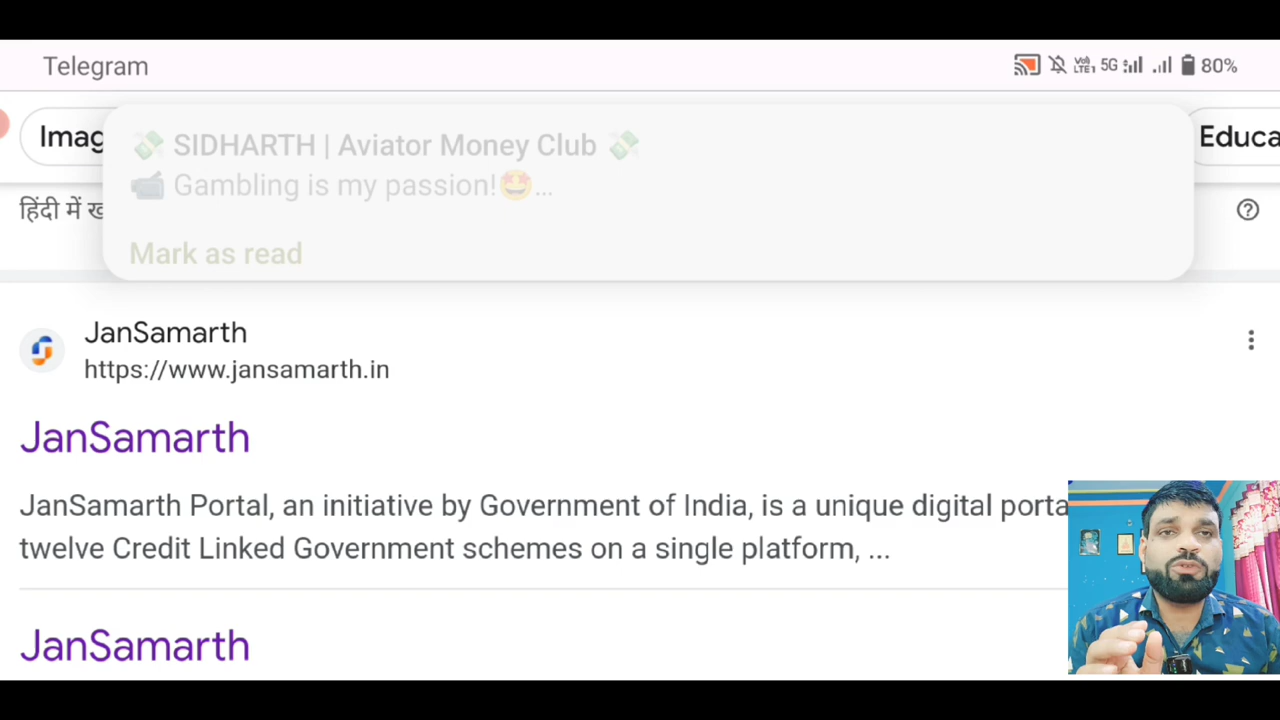 Telegram
5G
80%
Imag
Educa
💸 SIDHARTH | Aviator Money Club 💸
📹 Gambling is my passion!🤩...
Mark as read
हिंदी में ख
JanSamarth
https://www.jansamarth.in
JanSamarth
JanSamarth Portal, an initiative by Government of India, is a unique digital porta
twelve Credit Linked Government schemes on a single platform, ...
JanSamarth